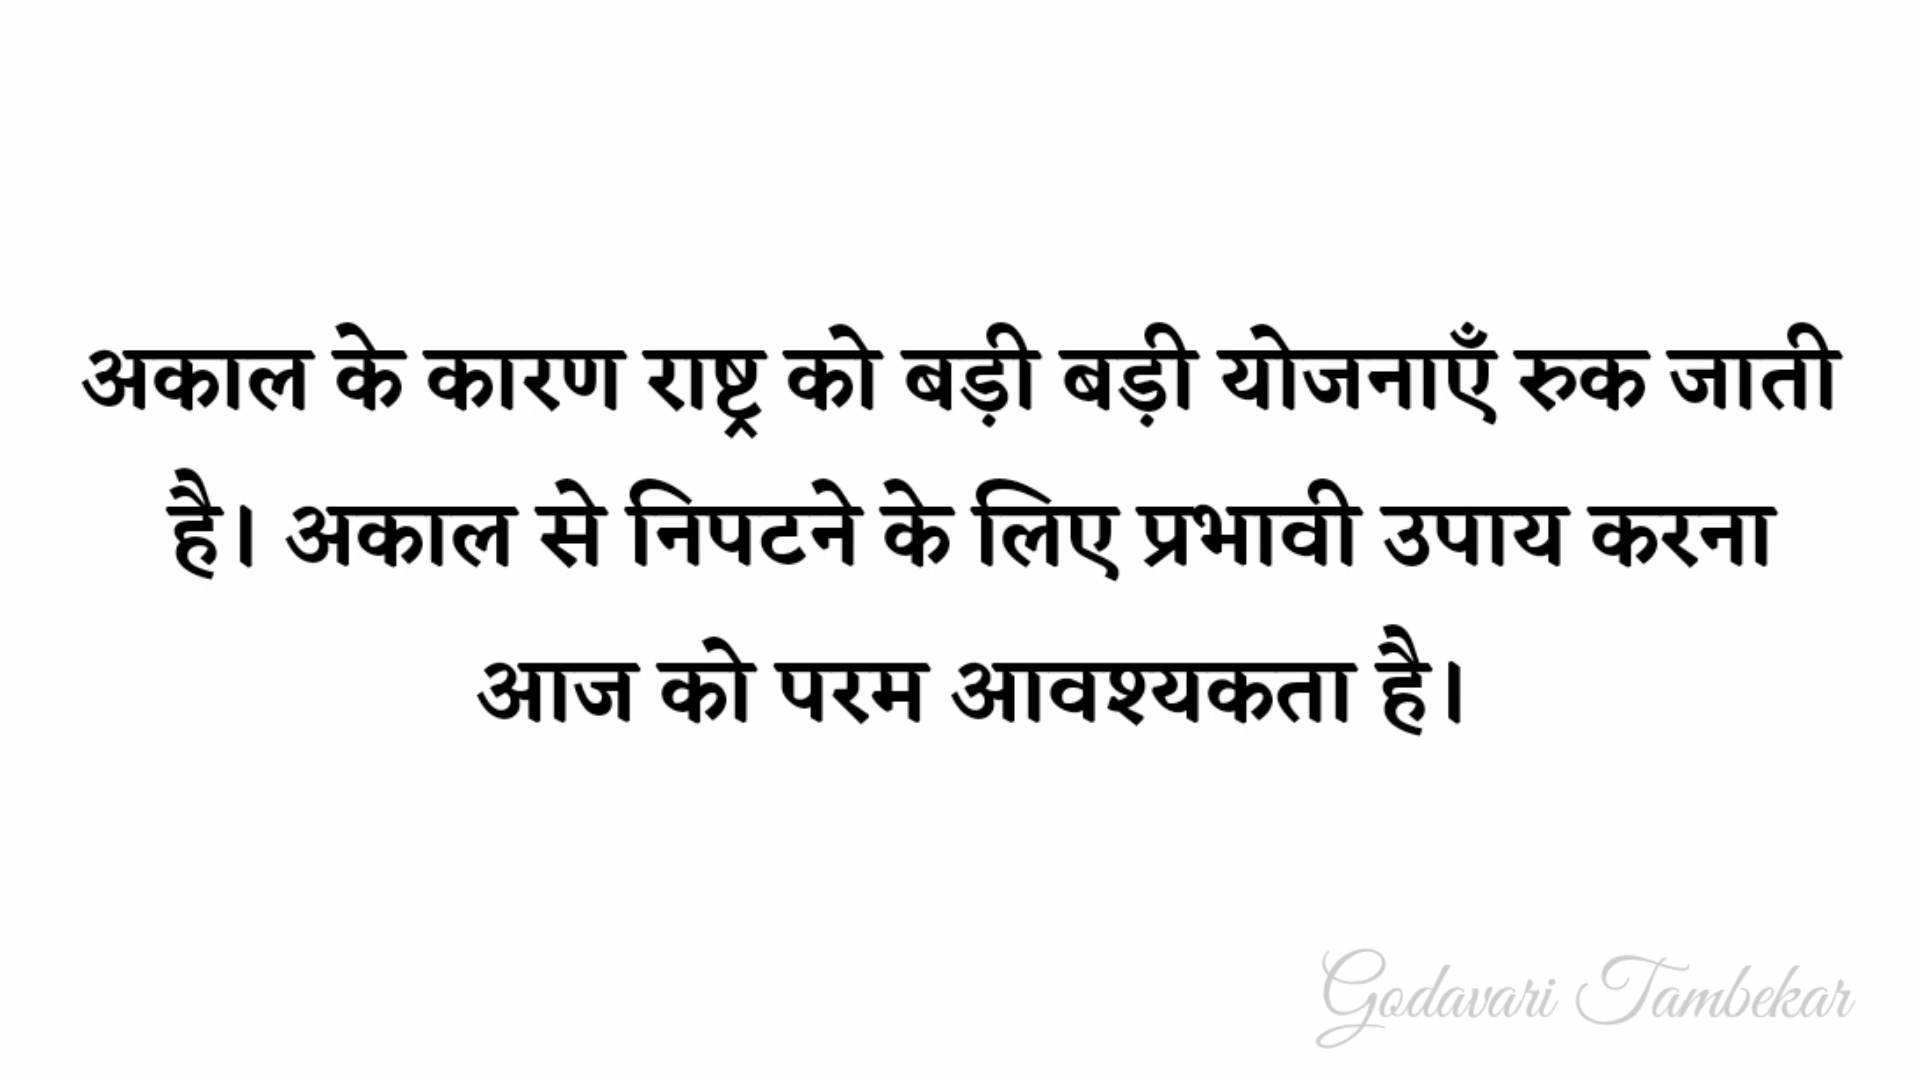 अकाल के कारण राष्ट्र को बड़ी बड़ी योजनाएँ रुक जाती
है। अकाल से निपटने के लिए प्रभावी उपाय करना
आज को परम आवश्यकता है।
Godavari Tambekar